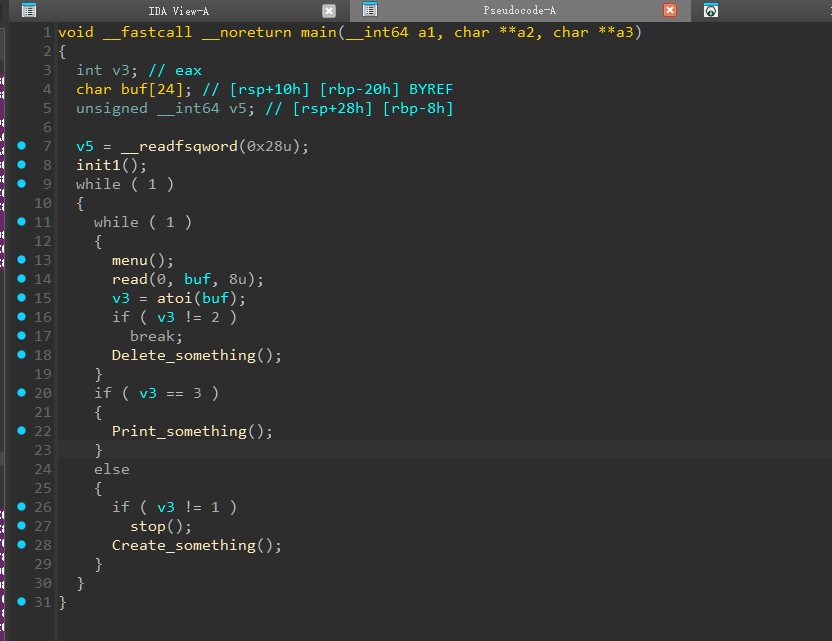 IDA View-A Pseudocode-A
1 void __fastcall __noreturn main(__int64 a1, char **a2, char **a3)
2 {
3 int v3; // eax
4 char buf[24]; // [rsp+10h] [rbp-20h] BYREF
5 unsigned __int64 v5; // [rsp+28h] [rbp-8h]
6
7 v5 = __readfsqword(0x28u);
8 init1();
9 while ( 1 )
10 {
11 while ( 1 )
12 {
13 menu();
14 read(0, buf, 8u);
15 v3 = atoi(buf);
16 if ( v3 != 2 )
17 break;
18 Delete_something();
19 }
20 if ( v3 == 3 )
21 {
22 Print_something();
23 }
24 else
25 {
26 if ( v3 != 1 )
27 stop();
28 Create_something();
29 }
30 }
31 }